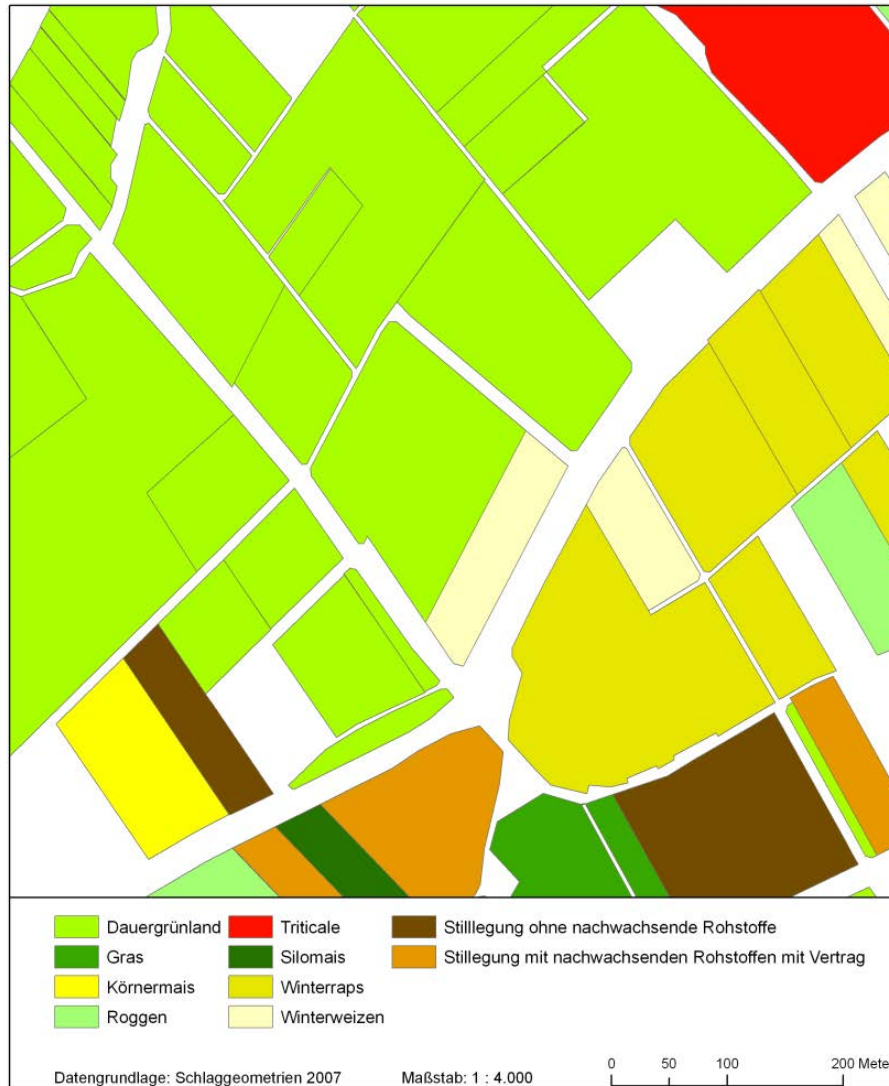 Dauergrünland
Triticale
Stilllegung ohne nachwachsende Rohstoffe
Gras
Silomais
Stillegung mit nachwachsenden Rohstoffen mit Vertrag
Körnermais
Winterraps
Roggen
Winterweizen
Datengrundlage: Schlaggeometrien 2007
Maßstab: 1 : 4.000
0 50 100 200 Mete